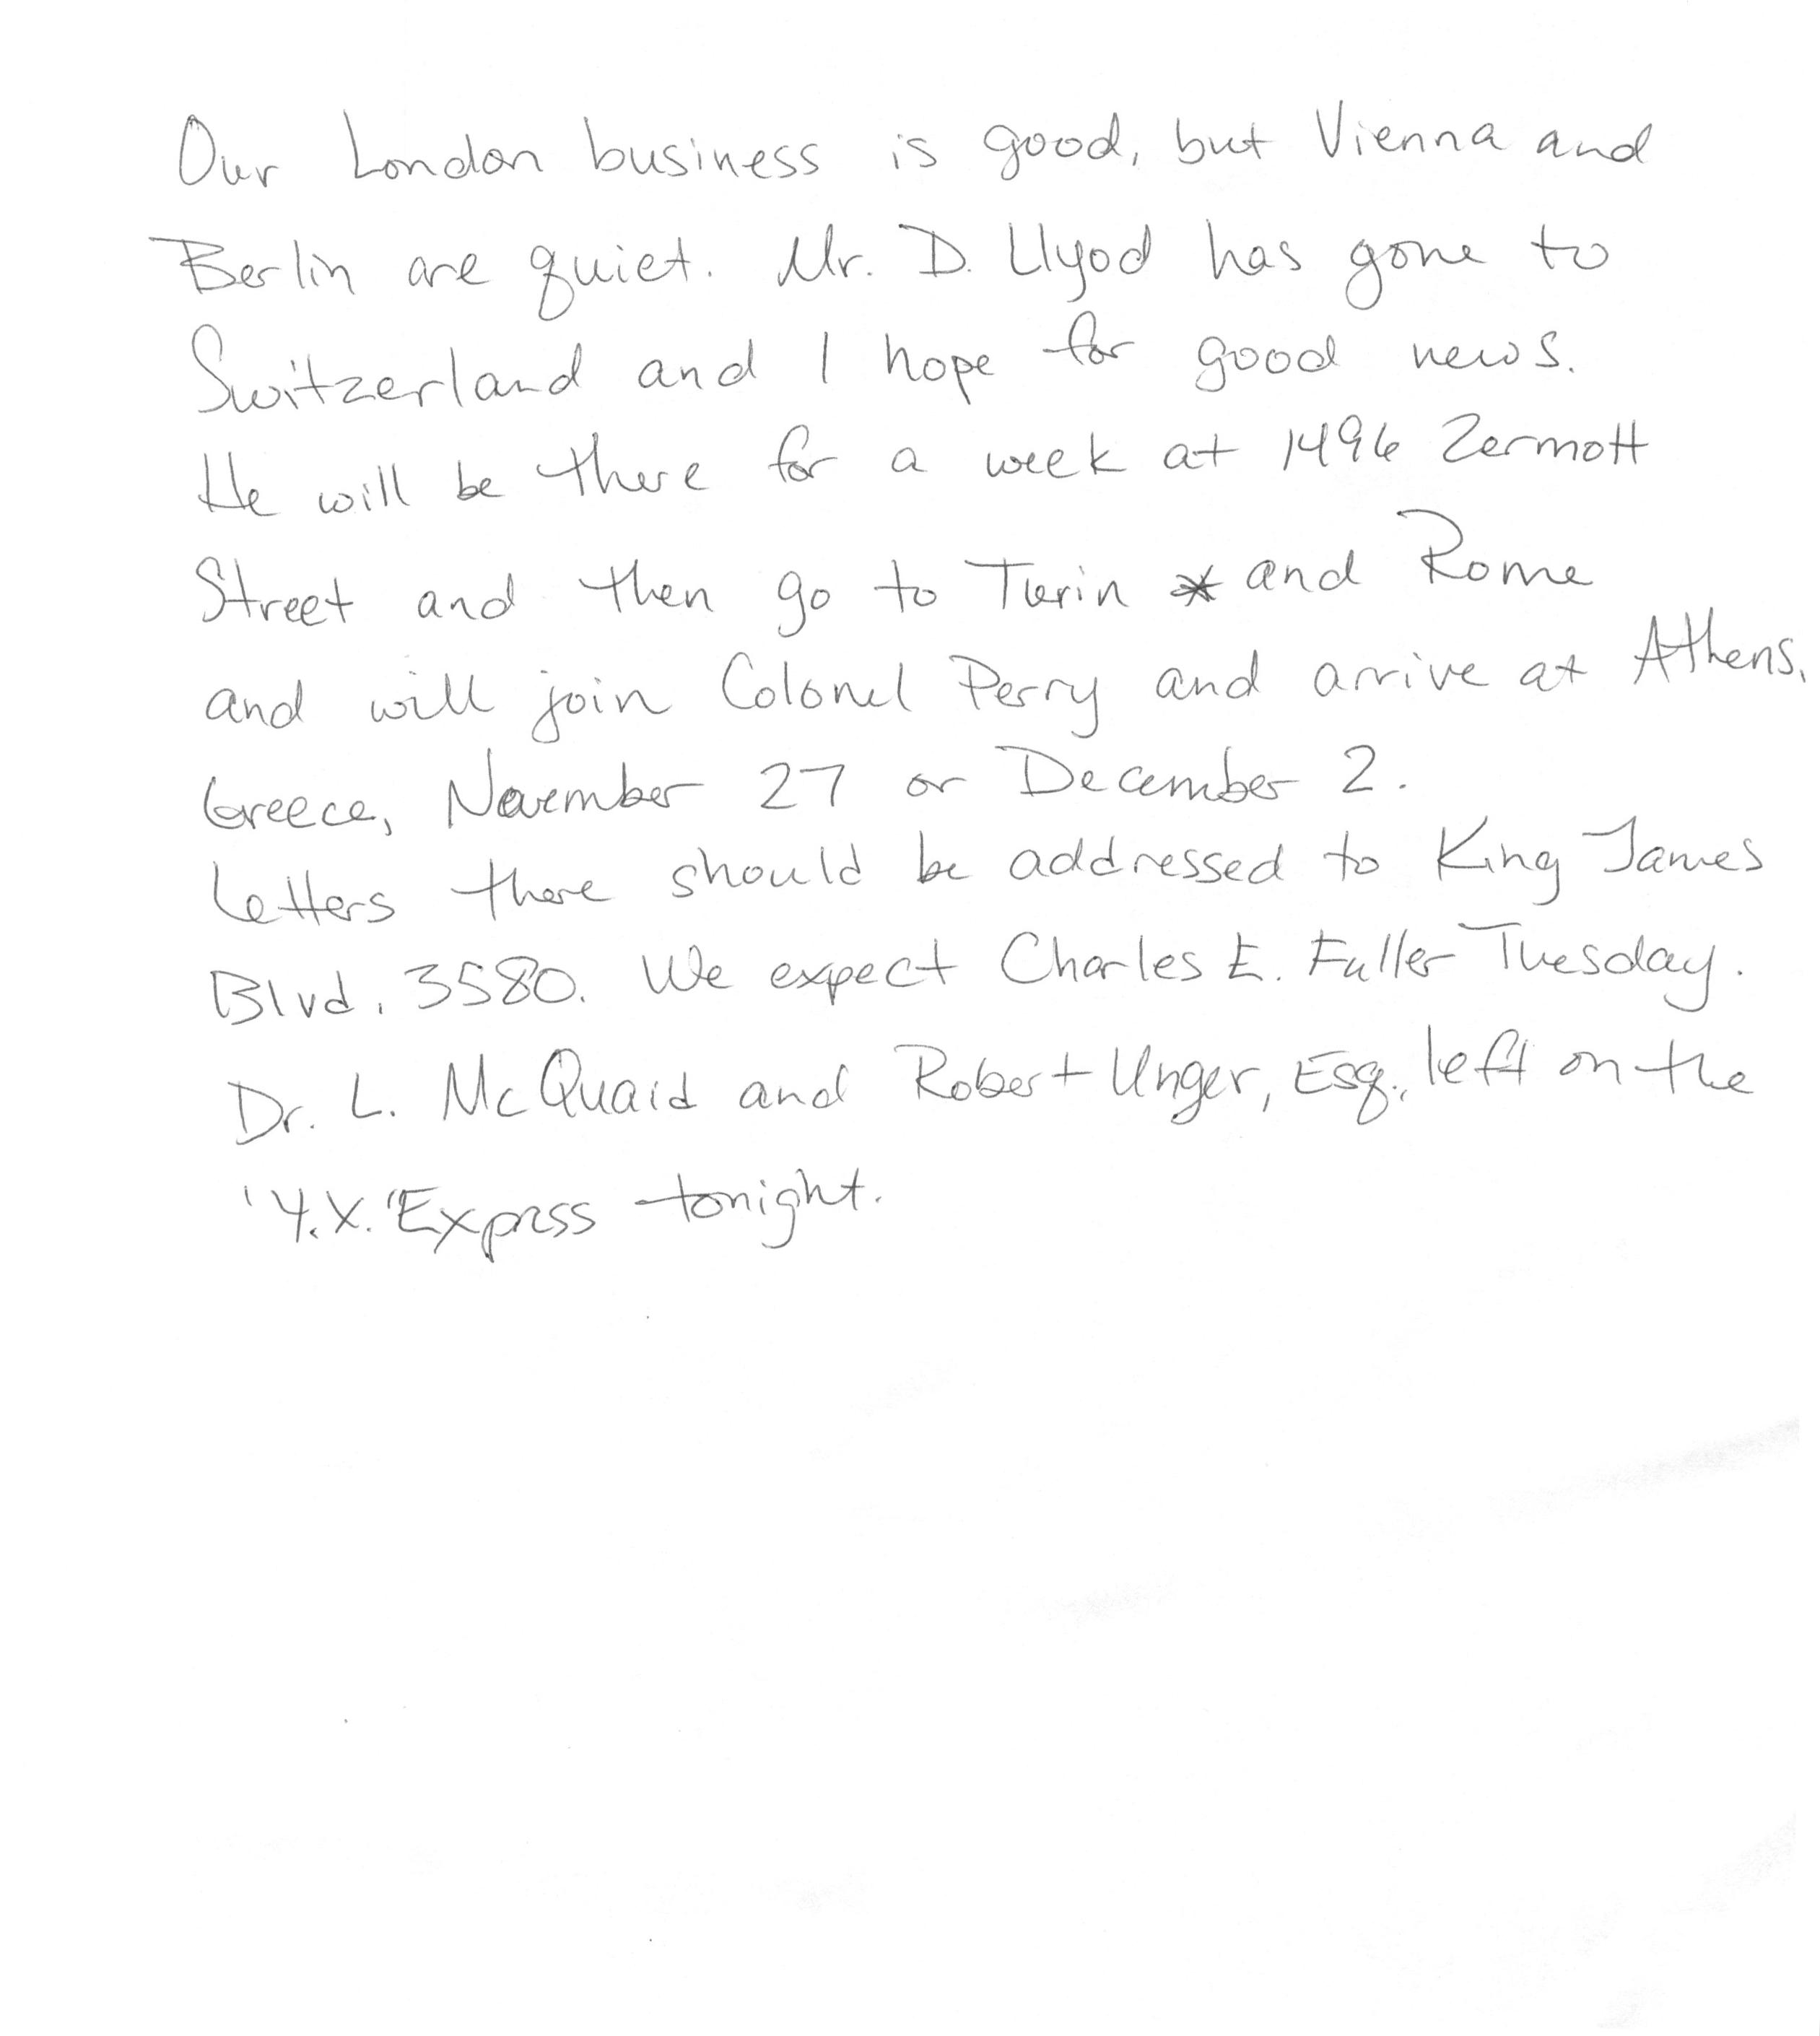 Our London business is good, but Vienna and
Berlin are quiet. Mr. D. Llyod has gone to
Switzerland and I hope for good news.
He will be there for a week at 1496 Zermott
Street and then go to Turin and Rome
and will join Colonel Perry and arrive at Athens,
Greece, November 27 or December 2.
Letters there should be addressed to King James
Blvd. 3580. We expect Charles E. Fuller Tuesday.
Dr. L. McQuaid and Robert Unger, Esq., left on the
'Y.X.' Express tonight.